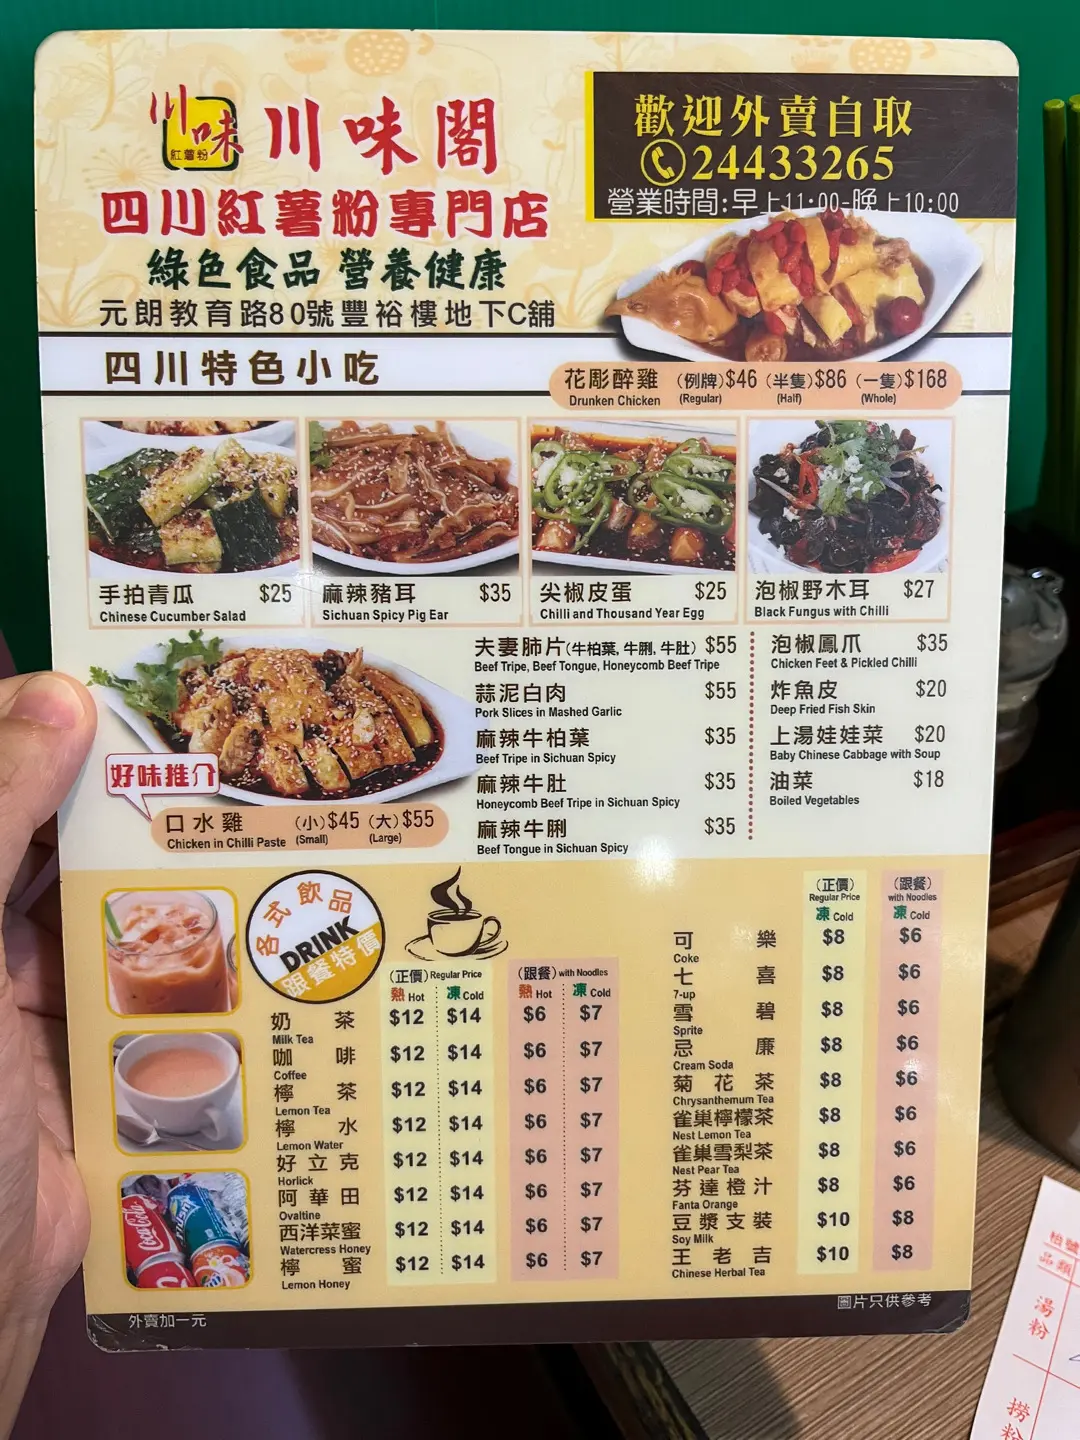 川味
紅薯粉
川味閣
四川紅薯粉專門店
綠色食品 營養健康
元朗教育路80號豐裕樓地下C舖
歡迎外賣自取
24433265
營業時間:早上11:00-晚上10:00
四川特色小吃
花彫醉雞 (例牌)$46 (半隻)$86 (一隻)$168
Drunken Chicken (Regular) (Half) (Whole)
手拍青瓜 $25
Chinese Cucumber Salad
麻辣豬耳 $35
Sichuan Spicy Pig Ear
尖椒皮蛋 $25
Chilli and Thousand Year Egg
泡椒野木耳 $27
Black Fungus with Chilli
好味推介
口水雞 (小)$45 (大)$55
Chicken in Chilli Paste (Small) (Large)
夫妻肺片(牛柏葉, 牛脷, 牛肚) $55
Beef Tripe, Beef Tongue, Honeycomb Beef Tripe
蒜泥白肉 $55
Pork Slices in Mashed Garlic
麻辣牛柏葉 $35
Beef Tripe in Sichuan Spicy
麻辣牛肚 $35
Honeycomb Beef Tripe in Sichuan Spicy
麻辣牛脷 $35
Beef Tongue in Sichuan Spicy
泡椒鳳爪 $35
Chicken Feet & Pickled Chilli
炸魚皮 $20
Deep Fried Fish Skin
上湯娃娃菜 $20
Baby Chinese Cabbage with Soup
油菜 $18
Boiled Vegetables
各式飲品
DRINK
跟餐特價
(正價) Regular Price (跟餐) with Noodles
熱 Hot 凍 Cold 熱 Hot 凍 Cold
奶茶 $12 $14 $6 $7
Milk Tea
咖啡 $12 $14 $6 $7
Coffee
檸茶 $12 $14 $6 $7
Lemon Tea
檸水 $12 $14 $6 $7
Lemon Water
好立克 $12 $14 $6 $7
Horlick
阿華田 $12 $14 $6 $7
Ovaltine
西洋菜蜜 $12 $14 $6 $7
Watercress Honey
檸蜜 $12 $14 $6 $7
Lemon Honey
(正價) (跟餐)
Regular Price with Noodles
凍 Cold 凍 Cold
可樂 $8 $6
Coke
七喜 $8 $6
7-up
雪碧 $8 $6
Sprite
忌廉 $8 $6
Cream Soda
菊花茶 $8 $6
Chrysanthemum Tea
雀巢檸檬茶 $8 $6
Nest Lemon Tea
雀巢雪梨茶 $8 $6
Nest Pear Tea
芬達橙汁 $8 $6
Fanta Orange
豆漿支裝 $10 $8
Soy Milk
王老吉 $10 $8
Chinese Herbal Tea
Coca-Cola
外賣加一元
圖片只供參考
枱號
品類
湯粉
撈粉